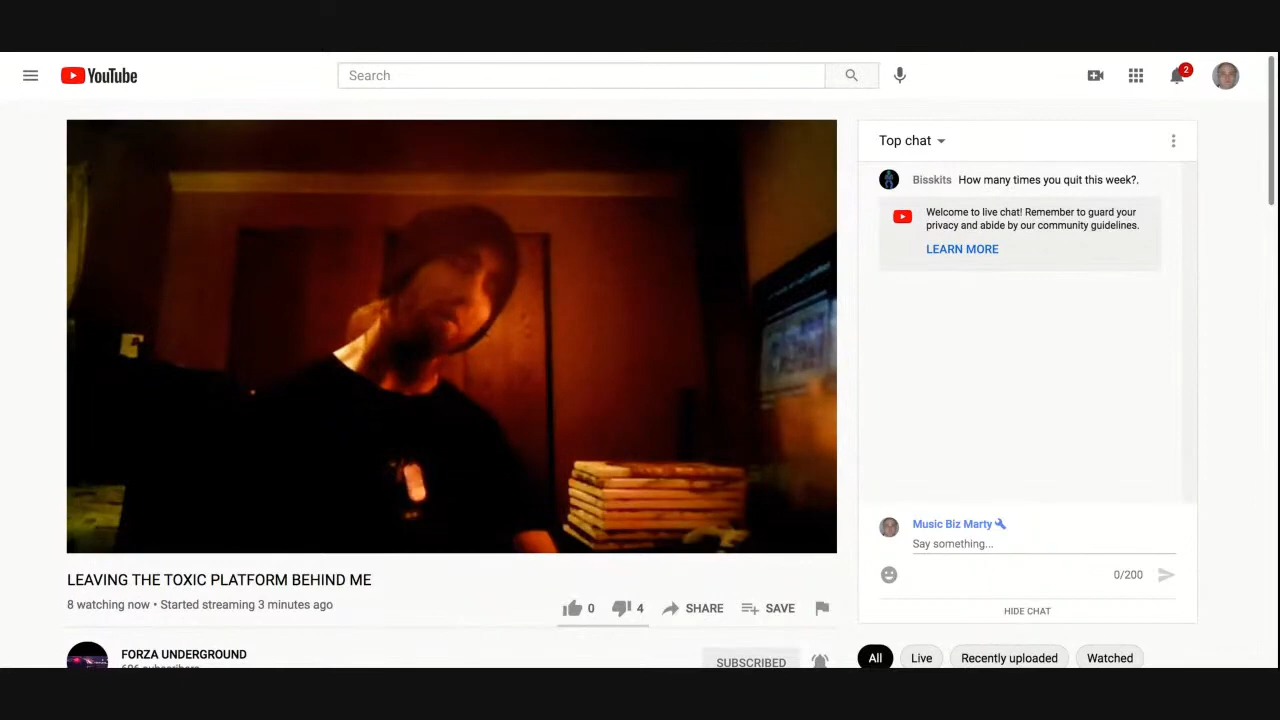 YouTube
Search
2
Top chat
Bisskits How many times you quit this week?.
Welcome to live chat! Remember to guard your
privacy and abide by our community guidelines.
LEARN MORE
Music Biz Marty
Say something...
0/200
HIDE CHAT
LEAVING THE TOXIC PLATFORM BEHIND ME
8 watching now • Started streaming 3 minutes ago
0
4
SHARE
SAVE
FORZA UNDERGROUND
SUBSCRIBED
All
Live
Recently uploaded
Watched